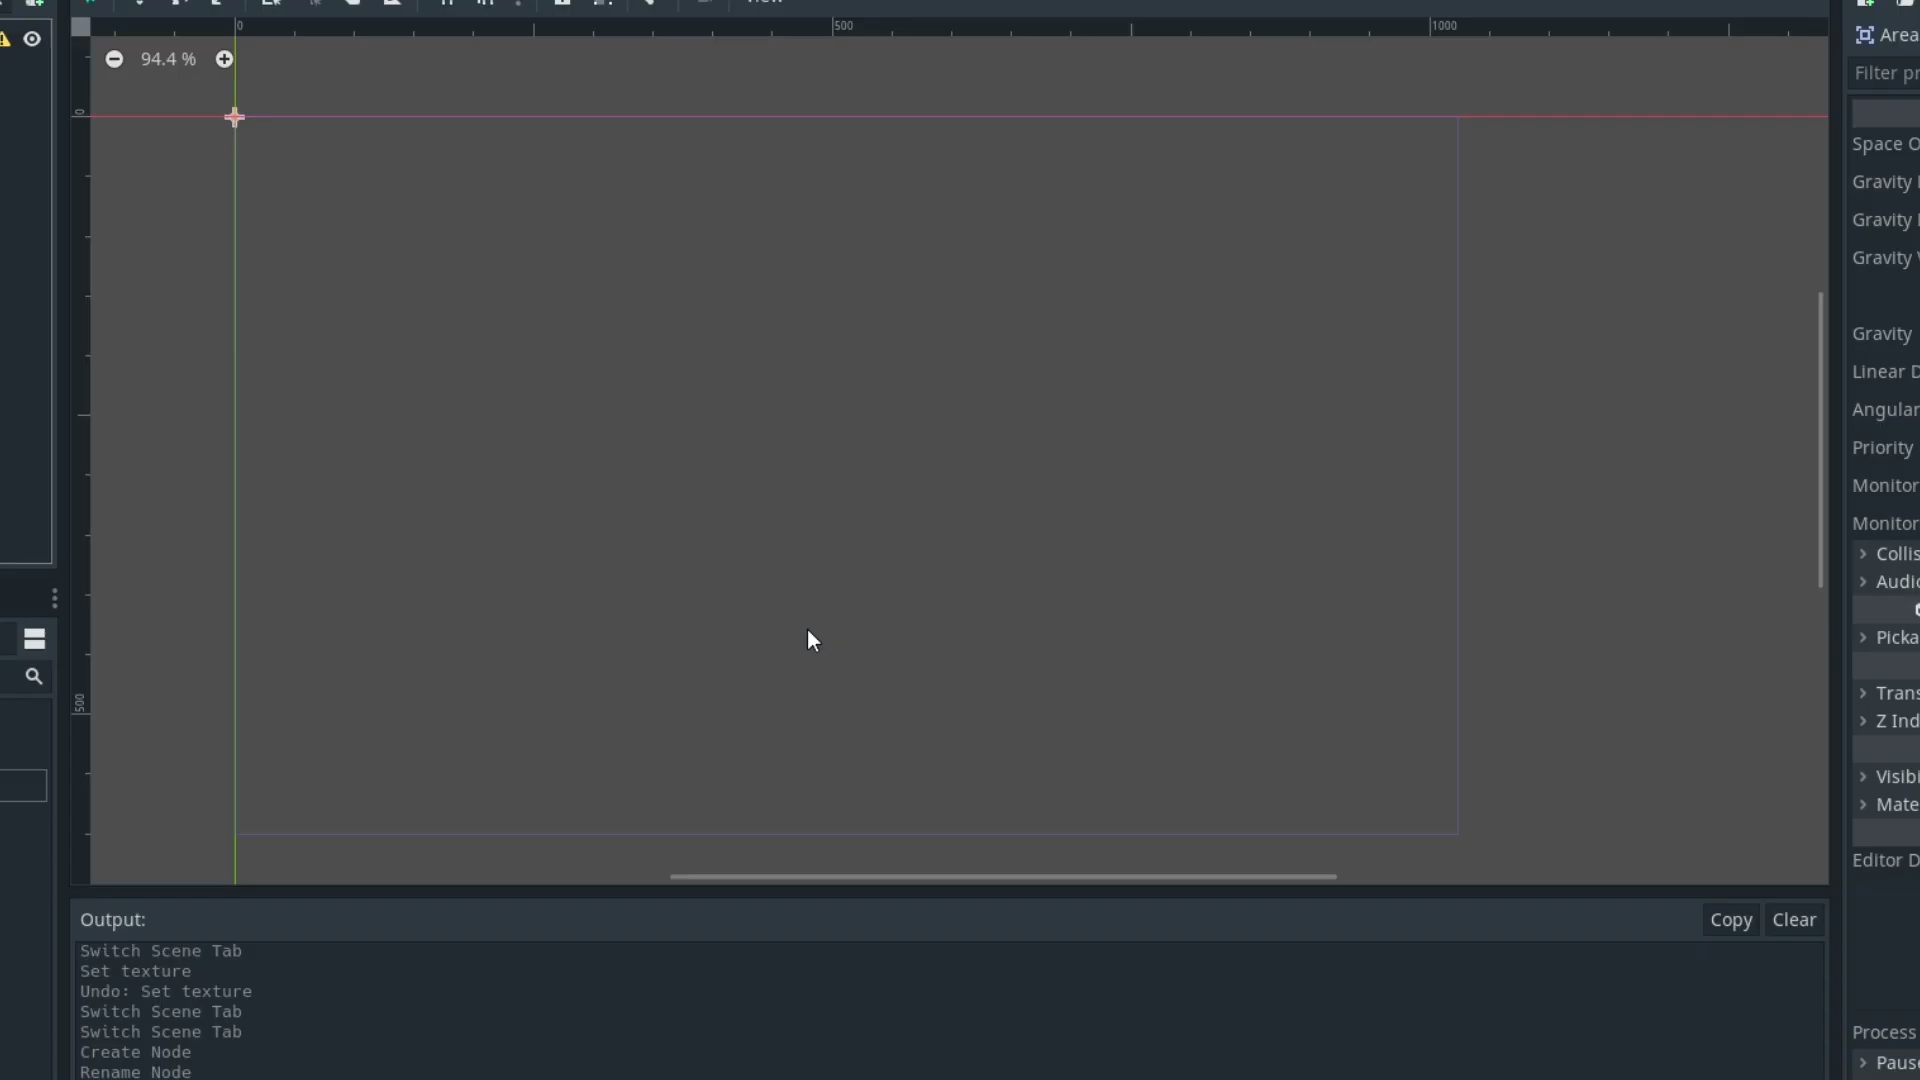 0
500
1000
94.4 %
0
500
Area
Filter pr
Space O
Gravity
Gravity
Gravity
Gravity
Linear D
Angular
Priority
Monitor
Monitor
Collis
Audio
Picka
Trans
Z Ind
Visibi
Mate
Editor D
Process
Pause
Output:
Copy
Clear
Switch Scene Tab
Set texture
Undo: Set texture
Switch Scene Tab
Switch Scene Tab
Create Node
Rename Node